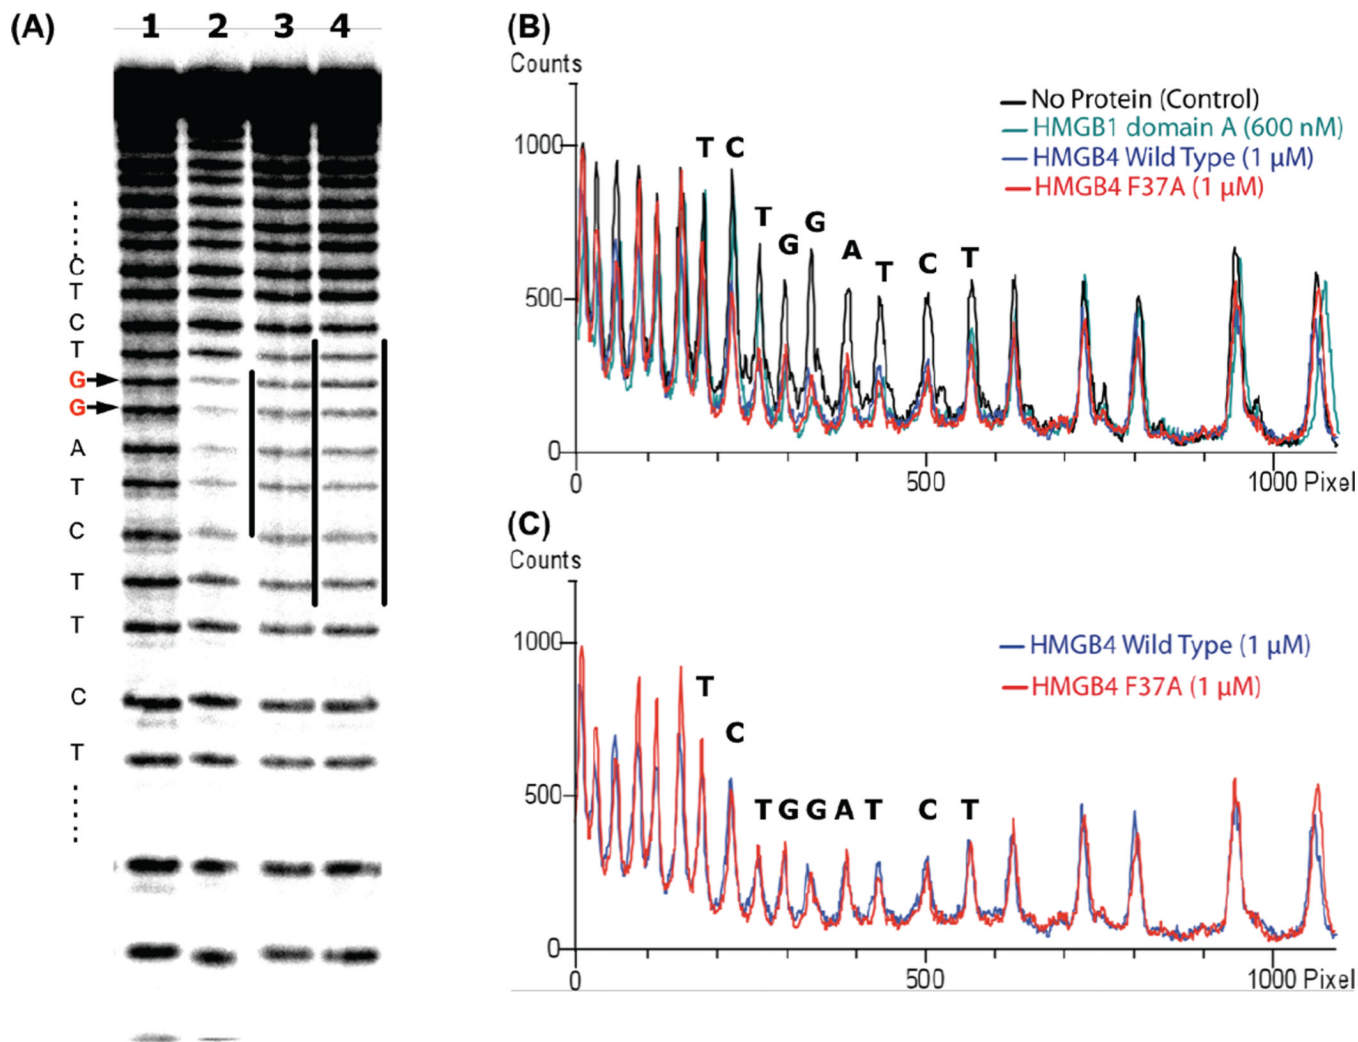 (A)
1 2 3 4
C
T
C
T
G
G
A
T
C
T
T
C
T
(B)
Counts
No Protein (Control)
HMGB1 domain A (600 nM)
HMGB4 Wild Type (1 µM)
HMGB4 F37A (1 µM)
1000
T C
T G G A T C T
500
0
0 500 1000 Pixel
(C)
Counts
HMGB4 Wild Type (1 µM)
HMGB4 F37A (1 µM)
1000
T
C
T G G A T C T
500
0
0 500 1000 Pixel